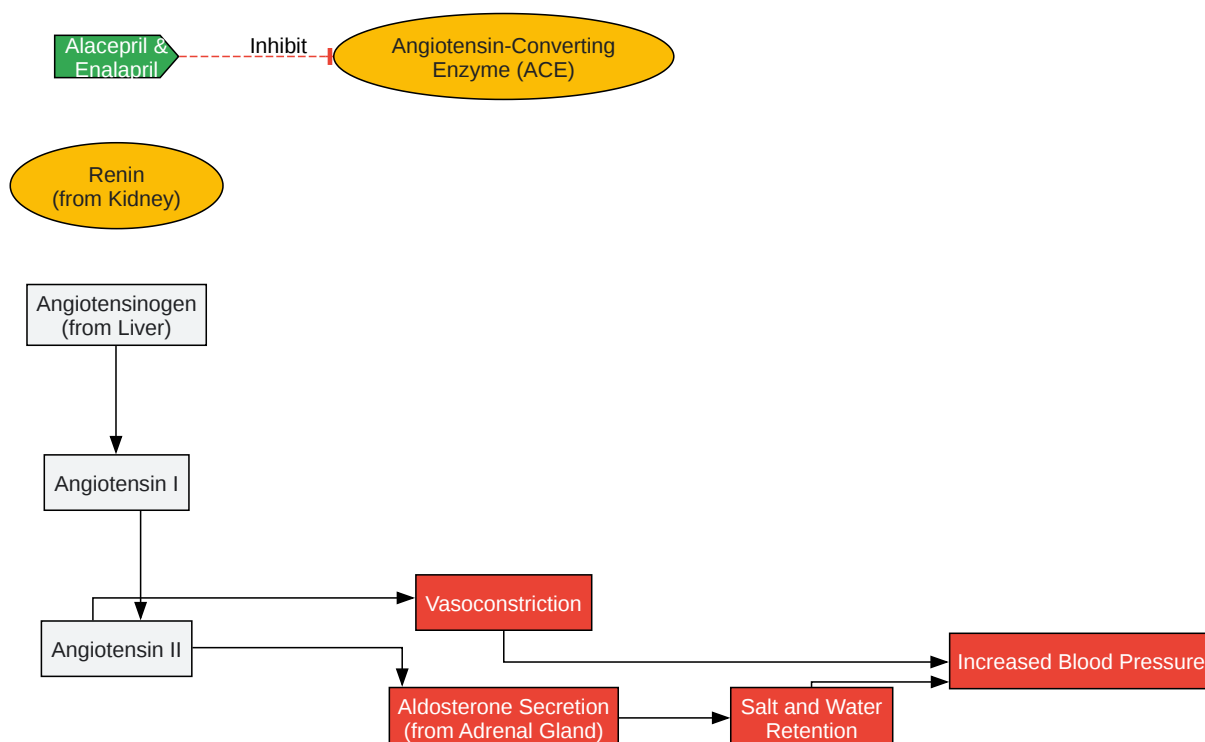 Alacepril &
Enalapril
Inhibit
Angiotensin-Converting
Enzyme (ACE)
Renin
(from Kidney)
Angiotensinogen
(from Liver)
Angiotensin I
Angiotensin II
Vasoconstriction
Aldosterone Secretion
(from Adrenal Gland)
Salt and Water
Retention
Increased Blood Pressure